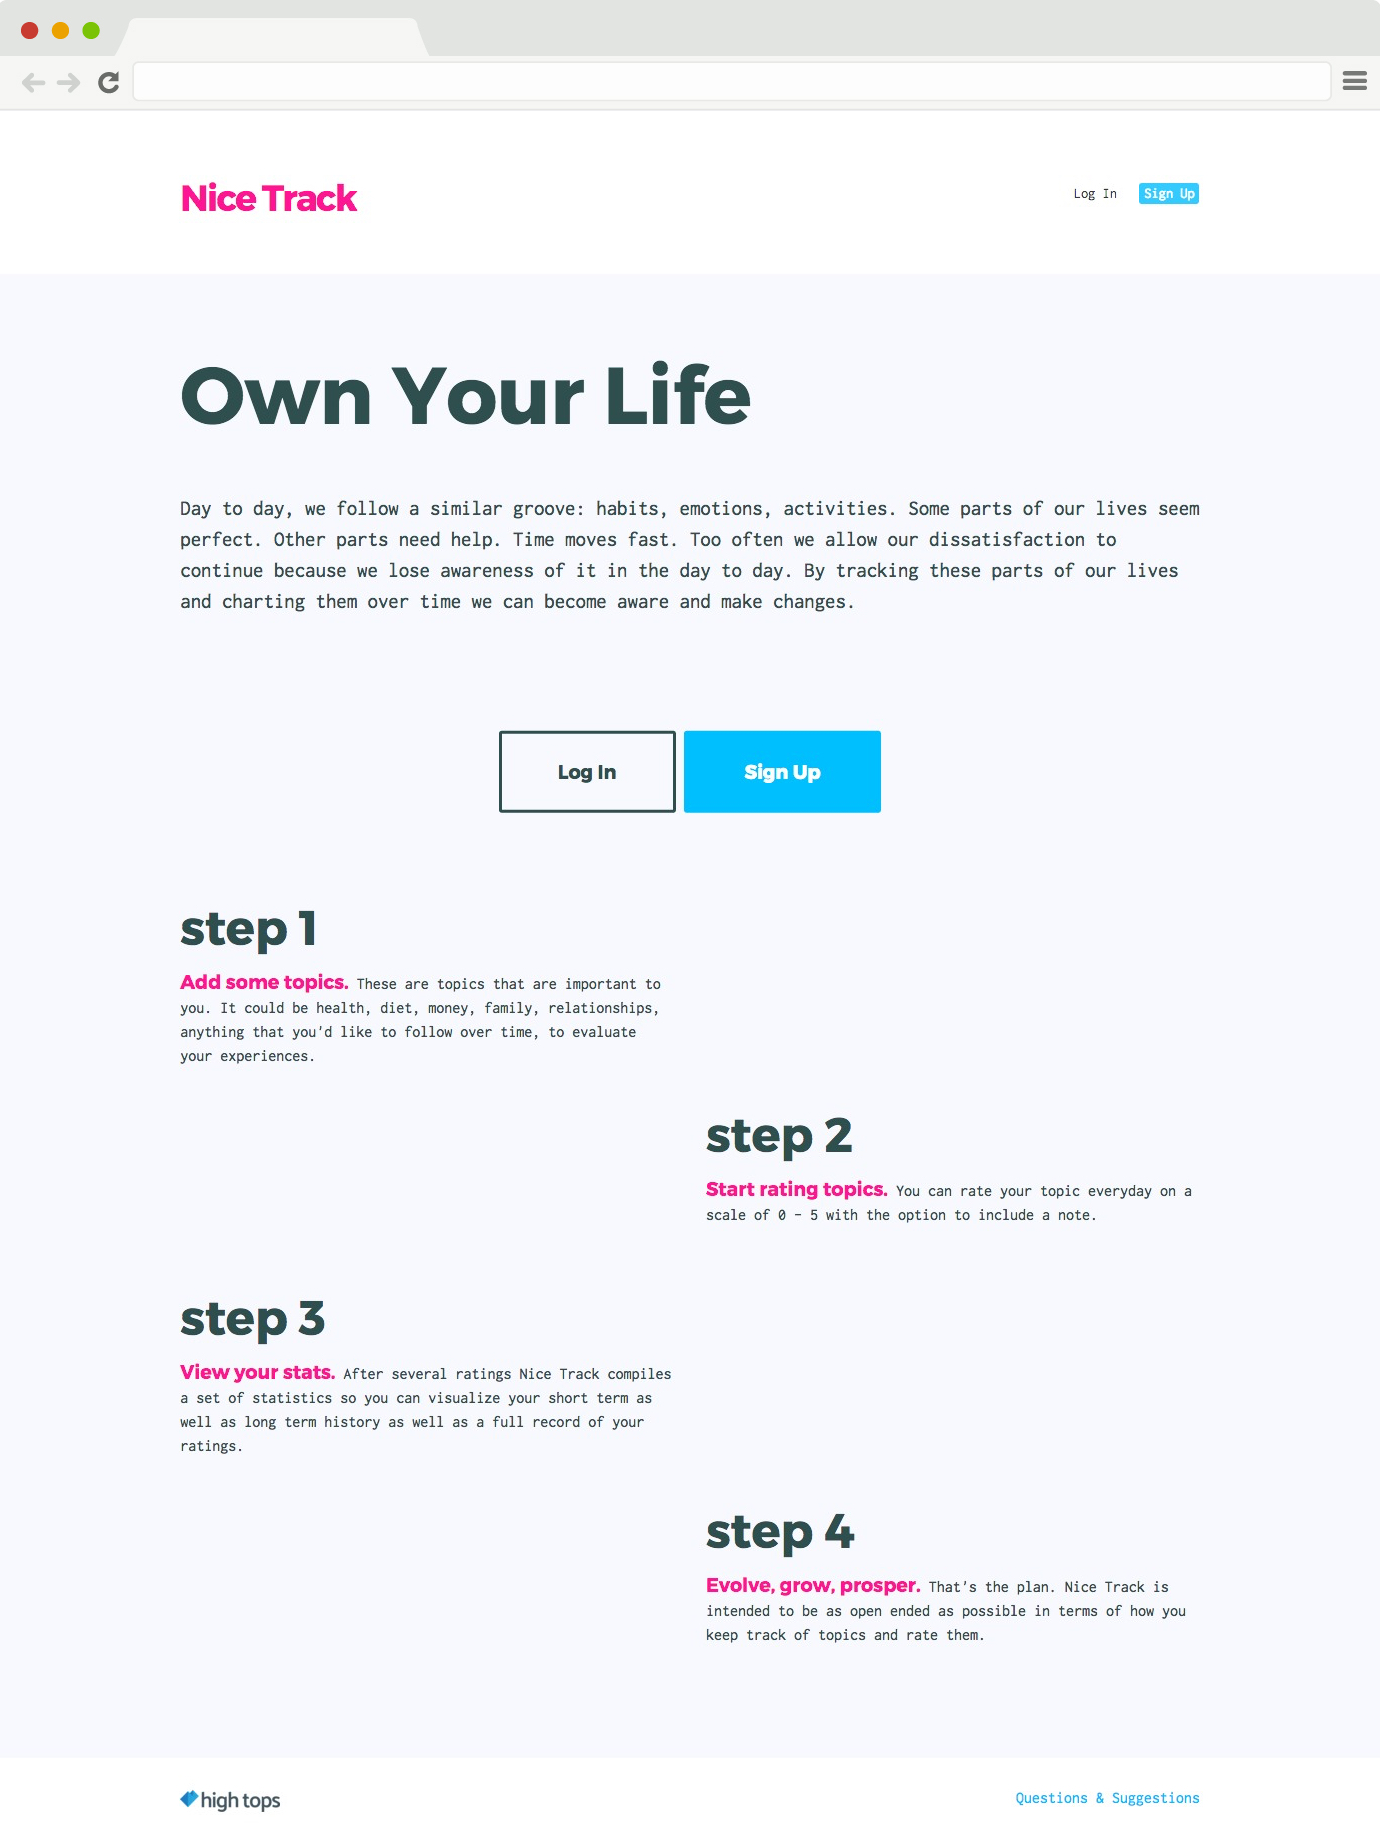 Nice Track
Log In
Sign Up
Own Your Life
Day to day, we follow a similar groove: habits, emotions, activities. Some parts of our lives seem
perfect. Other parts need help. Time moves fast. Too often we allow our dissatisfaction to
continue because we lose awareness of it in the day to day. By tracking these parts of our lives
and charting them over time we can become aware and make changes.
Log In
Sign Up
step 1
Add some topics. These are topics that are important to
you. It could be health, diet, money, family, relationships,
anything that you'd like to follow over time, to evaluate
your experiences.
step 2
Start rating topics. You can rate your topic everyday on a
scale of 0 – 5 with the option to include a note.
step 3
View your stats. After several ratings Nice Track compiles
a set of statistics so you can visualize your short term as
well as long term history as well as a full record of your
ratings.
step 4
Evolve, grow, prosper. That's the plan. Nice Track is
intended to be as open ended as possible in terms of how you
keep track of topics and rate them.
high tops
Questions & Suggestions